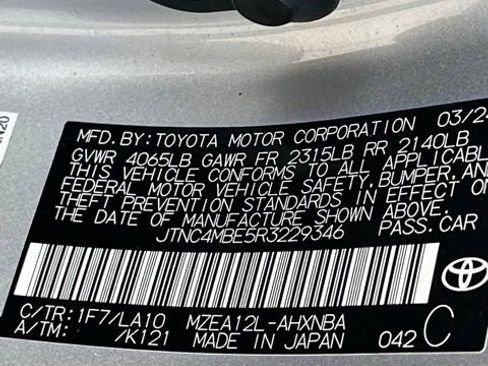 MFD.BY:TOYOTA MOTOR CORPORATION 03/24
GVWR 4065LB GAWR FR 2315LB RR 2140LB
THIS VEHICLE CONFORMS TO ALL APPLICABLE
FEDERAL MOTOR VEHICLE SAFETY,BUMPER,AND
THEFT PREVENTION STANDARDS IN EFFECT ON
THE DATE OF MANUFACTURE SHOWN ABOVE.
JTNC4MBE5R3229346 PASS.CAR
C/TR:1F7/LA10 MZEA12L-AHXNBA
A/TM: /K121 MADE IN JAPAN 042 C
TOYOTA